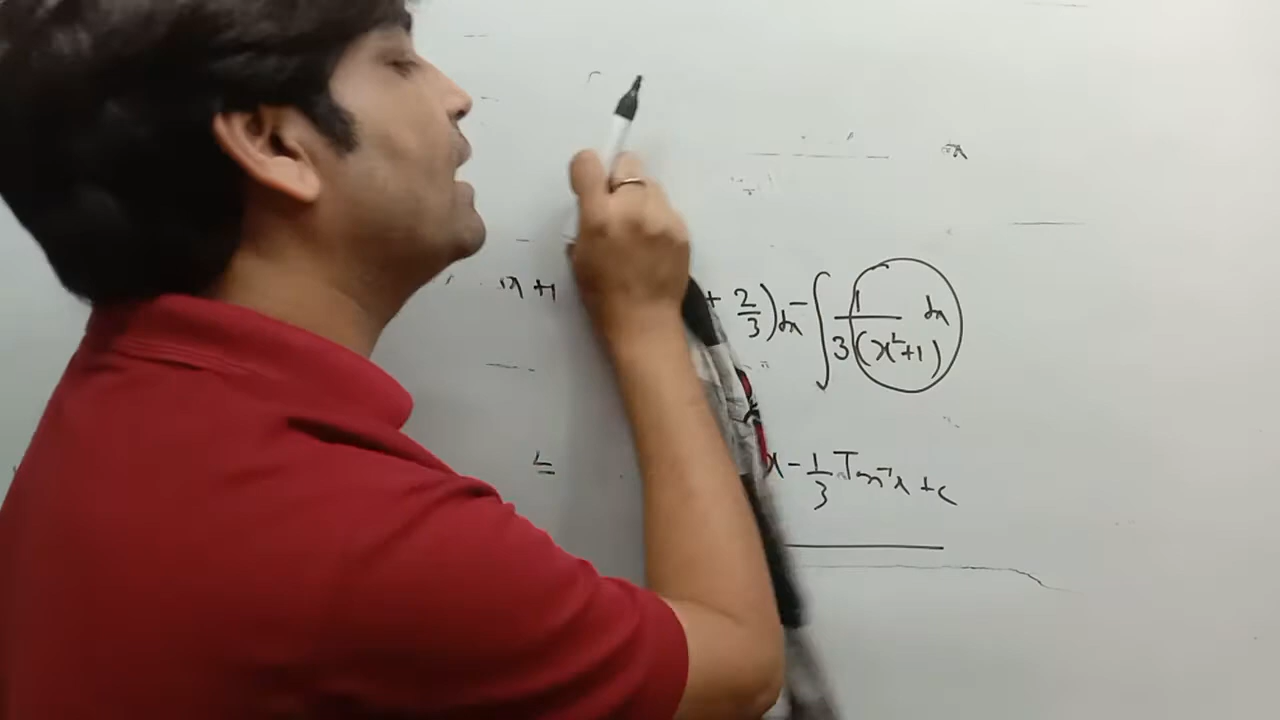 x+1 + 2/3) dx - ∫ 1/3(x²+1) dx
= x - 1/3 Tan⁻¹x + c